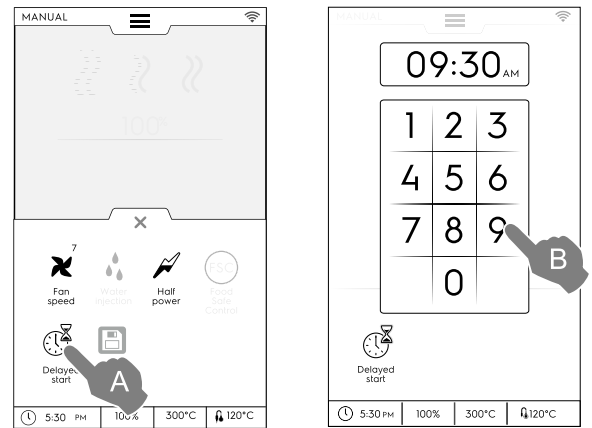 MANUAL
100°
7
Fan
speed
Water
injection
Half
power
FSC
Food
Safe
Control
Delayed
start
A
5:30 PM
100%
300°C
120°C
MANUAL
09:30 AM
1 2 3
4 5 6
7 8 9
0
B
Delayed
start
5:30 PM
100%
300°C
120°C